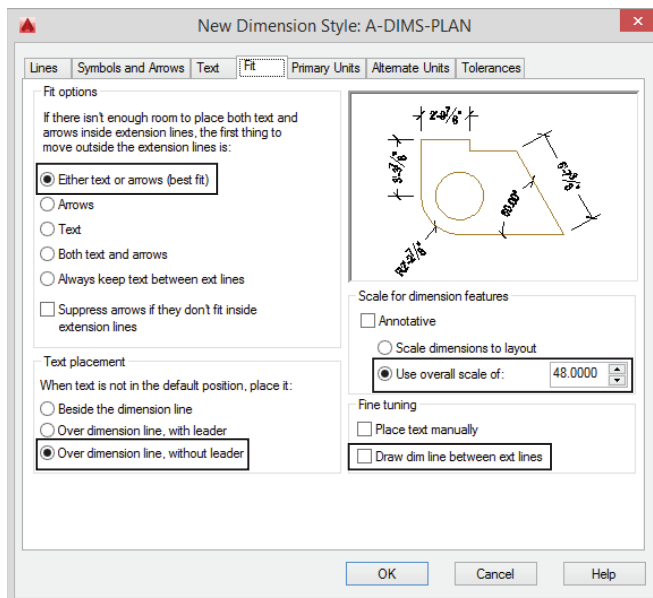 New Dimension Style: A-DIMS-PLAN
Lines
Symbols and Arrows
Text
Fit
Primary Units
Alternate Units
Tolerances
Fit options
If there isn't enough room to place both text and
arrows inside extension lines, the first thing to
move outside the extension lines is:
Either text or arrows (best fit)
Arrows
Text
Both text and arrows
Always keep text between ext lines
Suppress arrows if they don't fit inside
extension lines
Text placement
When text is not in the default position, place it:
Beside the dimension line
Over dimension line, with leader
Over dimension line, without leader
60.00°
Scale for dimension features
Annotative
Scale dimensions to layout
Use overall scale of:
48.0000
Fine tuning
Place text manually
Draw dim line between ext lines
OK
Cancel
Help